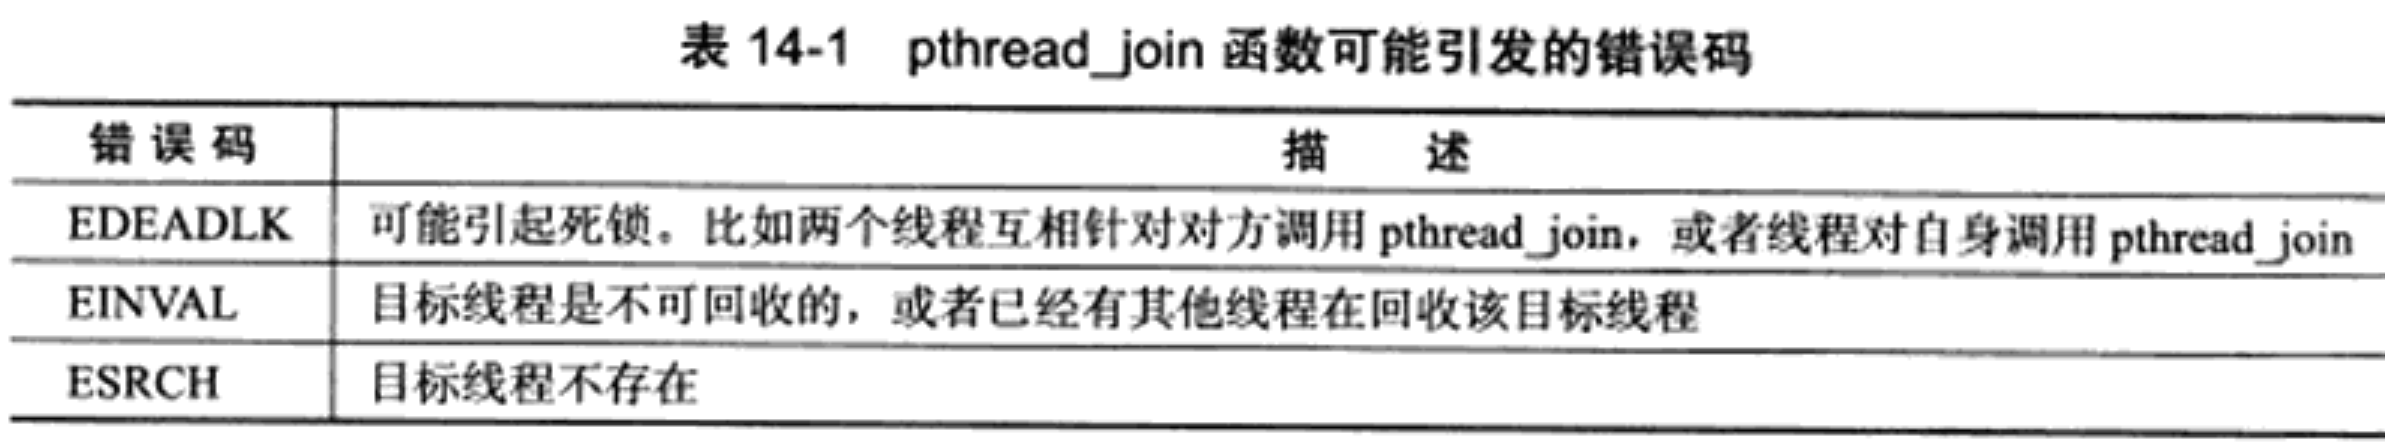 表 14-1 pthread_join 函数可能引发的错误码
错误码 描述
EDEADLK 可能引起死锁。比如两个线程互相针对对方调用 pthread_join，或者线程对自身调用 pthread_join
EINVAL 目标线程是不可回收的，或者已经有其他线程在回收该目标线程
ESRCH 目标线程不存在